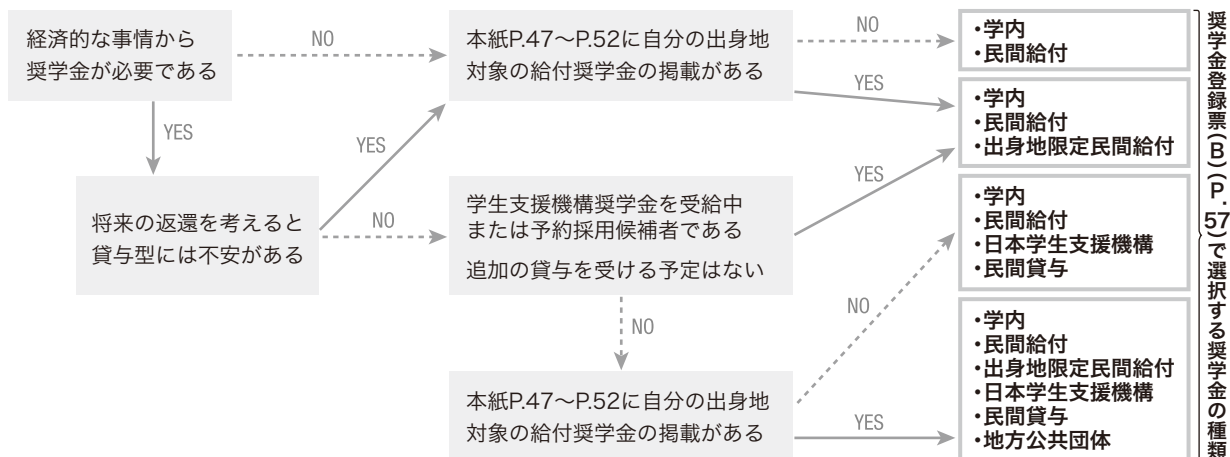 経済的な事情から
奨学金が必要である
NO
本紙P.47～P.52に自分の出身地
対象の給付奨学金の掲載がある
NO
・学内
・民間給付
YES
・学内
・民間給付
・出身地限定民間給付
YES
YES
将来の返還を考えると
貸与型には不安がある
NO
学生支援機構奨学金を受給中
または予約採用候補者である
追加の貸与を受ける予定はない
YES
・学内
・民間給付
・日本学生支援機構
・民間貸与
NO
NO
本紙P.47～P.52に自分の出身地
対象の給付奨学金の掲載がある
YES
・学内
・民間給付
・出身地限定民間給付
・日本学生支援機構
・民間貸与
・地方公共団体
奨学金登録票(B)(P.57)で選択する奨学金の種類